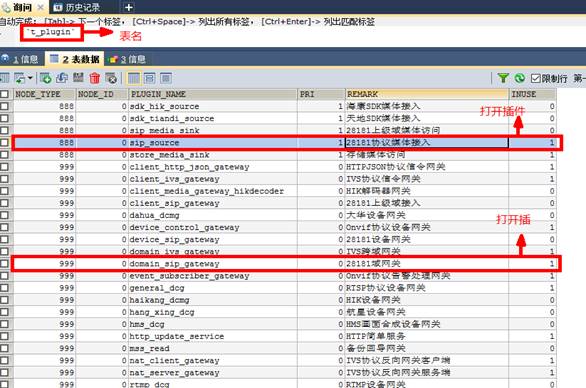 询问 历史记录
自动完成: [Tab]-> 下一个标签, [Ctrl+Space]-> 列出所有标签, [Ctrl+Enter]-> 列出匹配标签
`t_plugin` 表名
1 信息 2 表数据 3 信息
限制行 第一
NODE_TYPE NODE_ID PLUGIN_NAME PRI REMARK INUSE
888 0 sdk_hik_source 1 海康SDK媒体接入 0
888 0 sdk_tiandi_source 1 天地SDK媒体接入 0
打开插件
888 0 sip_media_sink 0 28181上级域媒体访问 0
888 0 sip_source 1 28181协议媒体接入 1
888 0 store_media_sink 0 存储媒体访问 1
999 0 client_http_json_gateway 0 HTTPJSON协议信令网关 0
999 0 client_ivs_gateway 0 IVS协议信令网关 1
999 0 client_media_gateway_hikdecoder 0 HIK解码器网关 0
999 0 client_sip_gateway 0 28181上级域接入 0
999 0 dahua_dcmg 0 大华设备网关 0
打开插
999 0 device_control_gateway 0 Onvif协议设备网关 1
999 0 device_sip_gateway 0 28181设备网关 0
999 0 domain_ivs_gateway 0 IVS跨域网关 0
999 0 domain_sip_gateway 0 28181域网关 1
999 0 event_subscriber_gateway 0 Onvif协议告警处理网关 0
999 0 general_dcg 0 RTSP协议设备网关 1
999 0 haikang_dcmg 0 HIK设备网关 0
999 0 hang_xing_dcg 0 航星设备网关 0
999 0 hms_dcg 0 HMS画面合成设备网关 0
999 0 http_update_service 0 HTTP简单服务 1
999 0 mss_read 0 备份回导网关 0
999 0 nat_client_gateway 0 IVS协议反向网关客户端 1
999 0 nat_server_gateway 0 IVS协议反向网关服务端 1
999 0 rtmp_dcg 0 RTMP设备网关 0